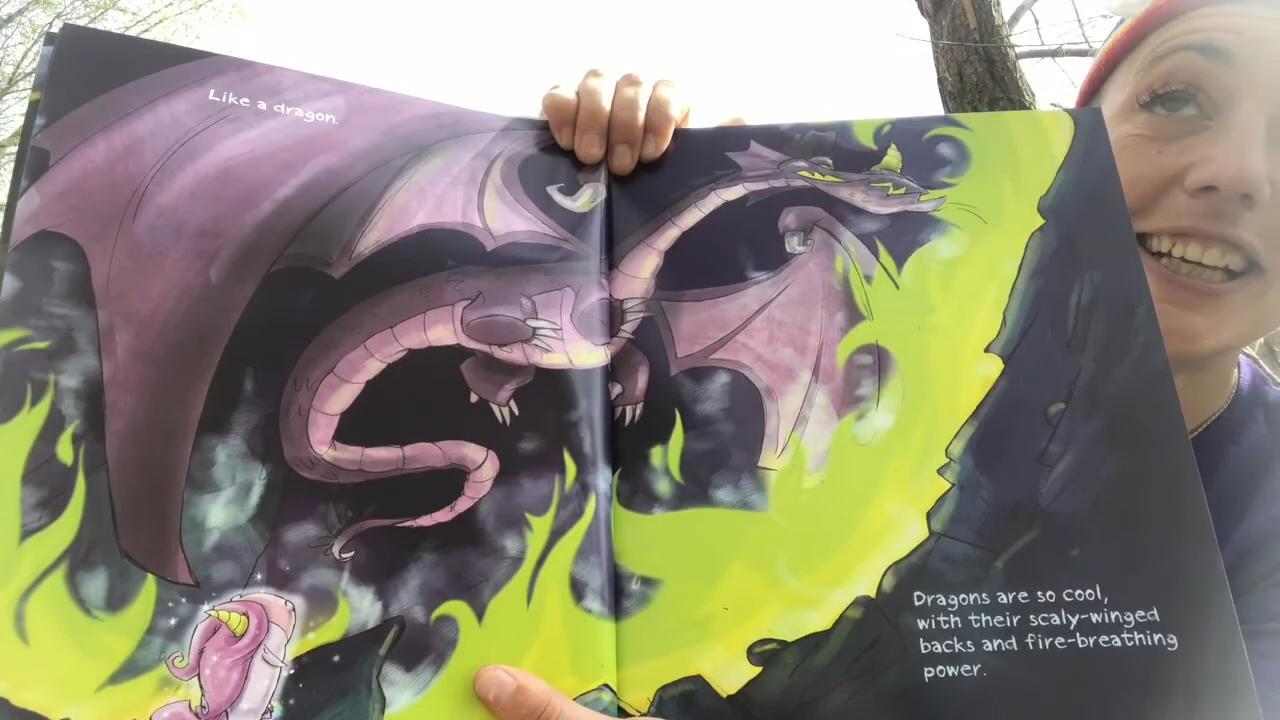 Like a dragon.
Dragons are so cool,
with their scaly-winged
backs and fire-breathing
power.